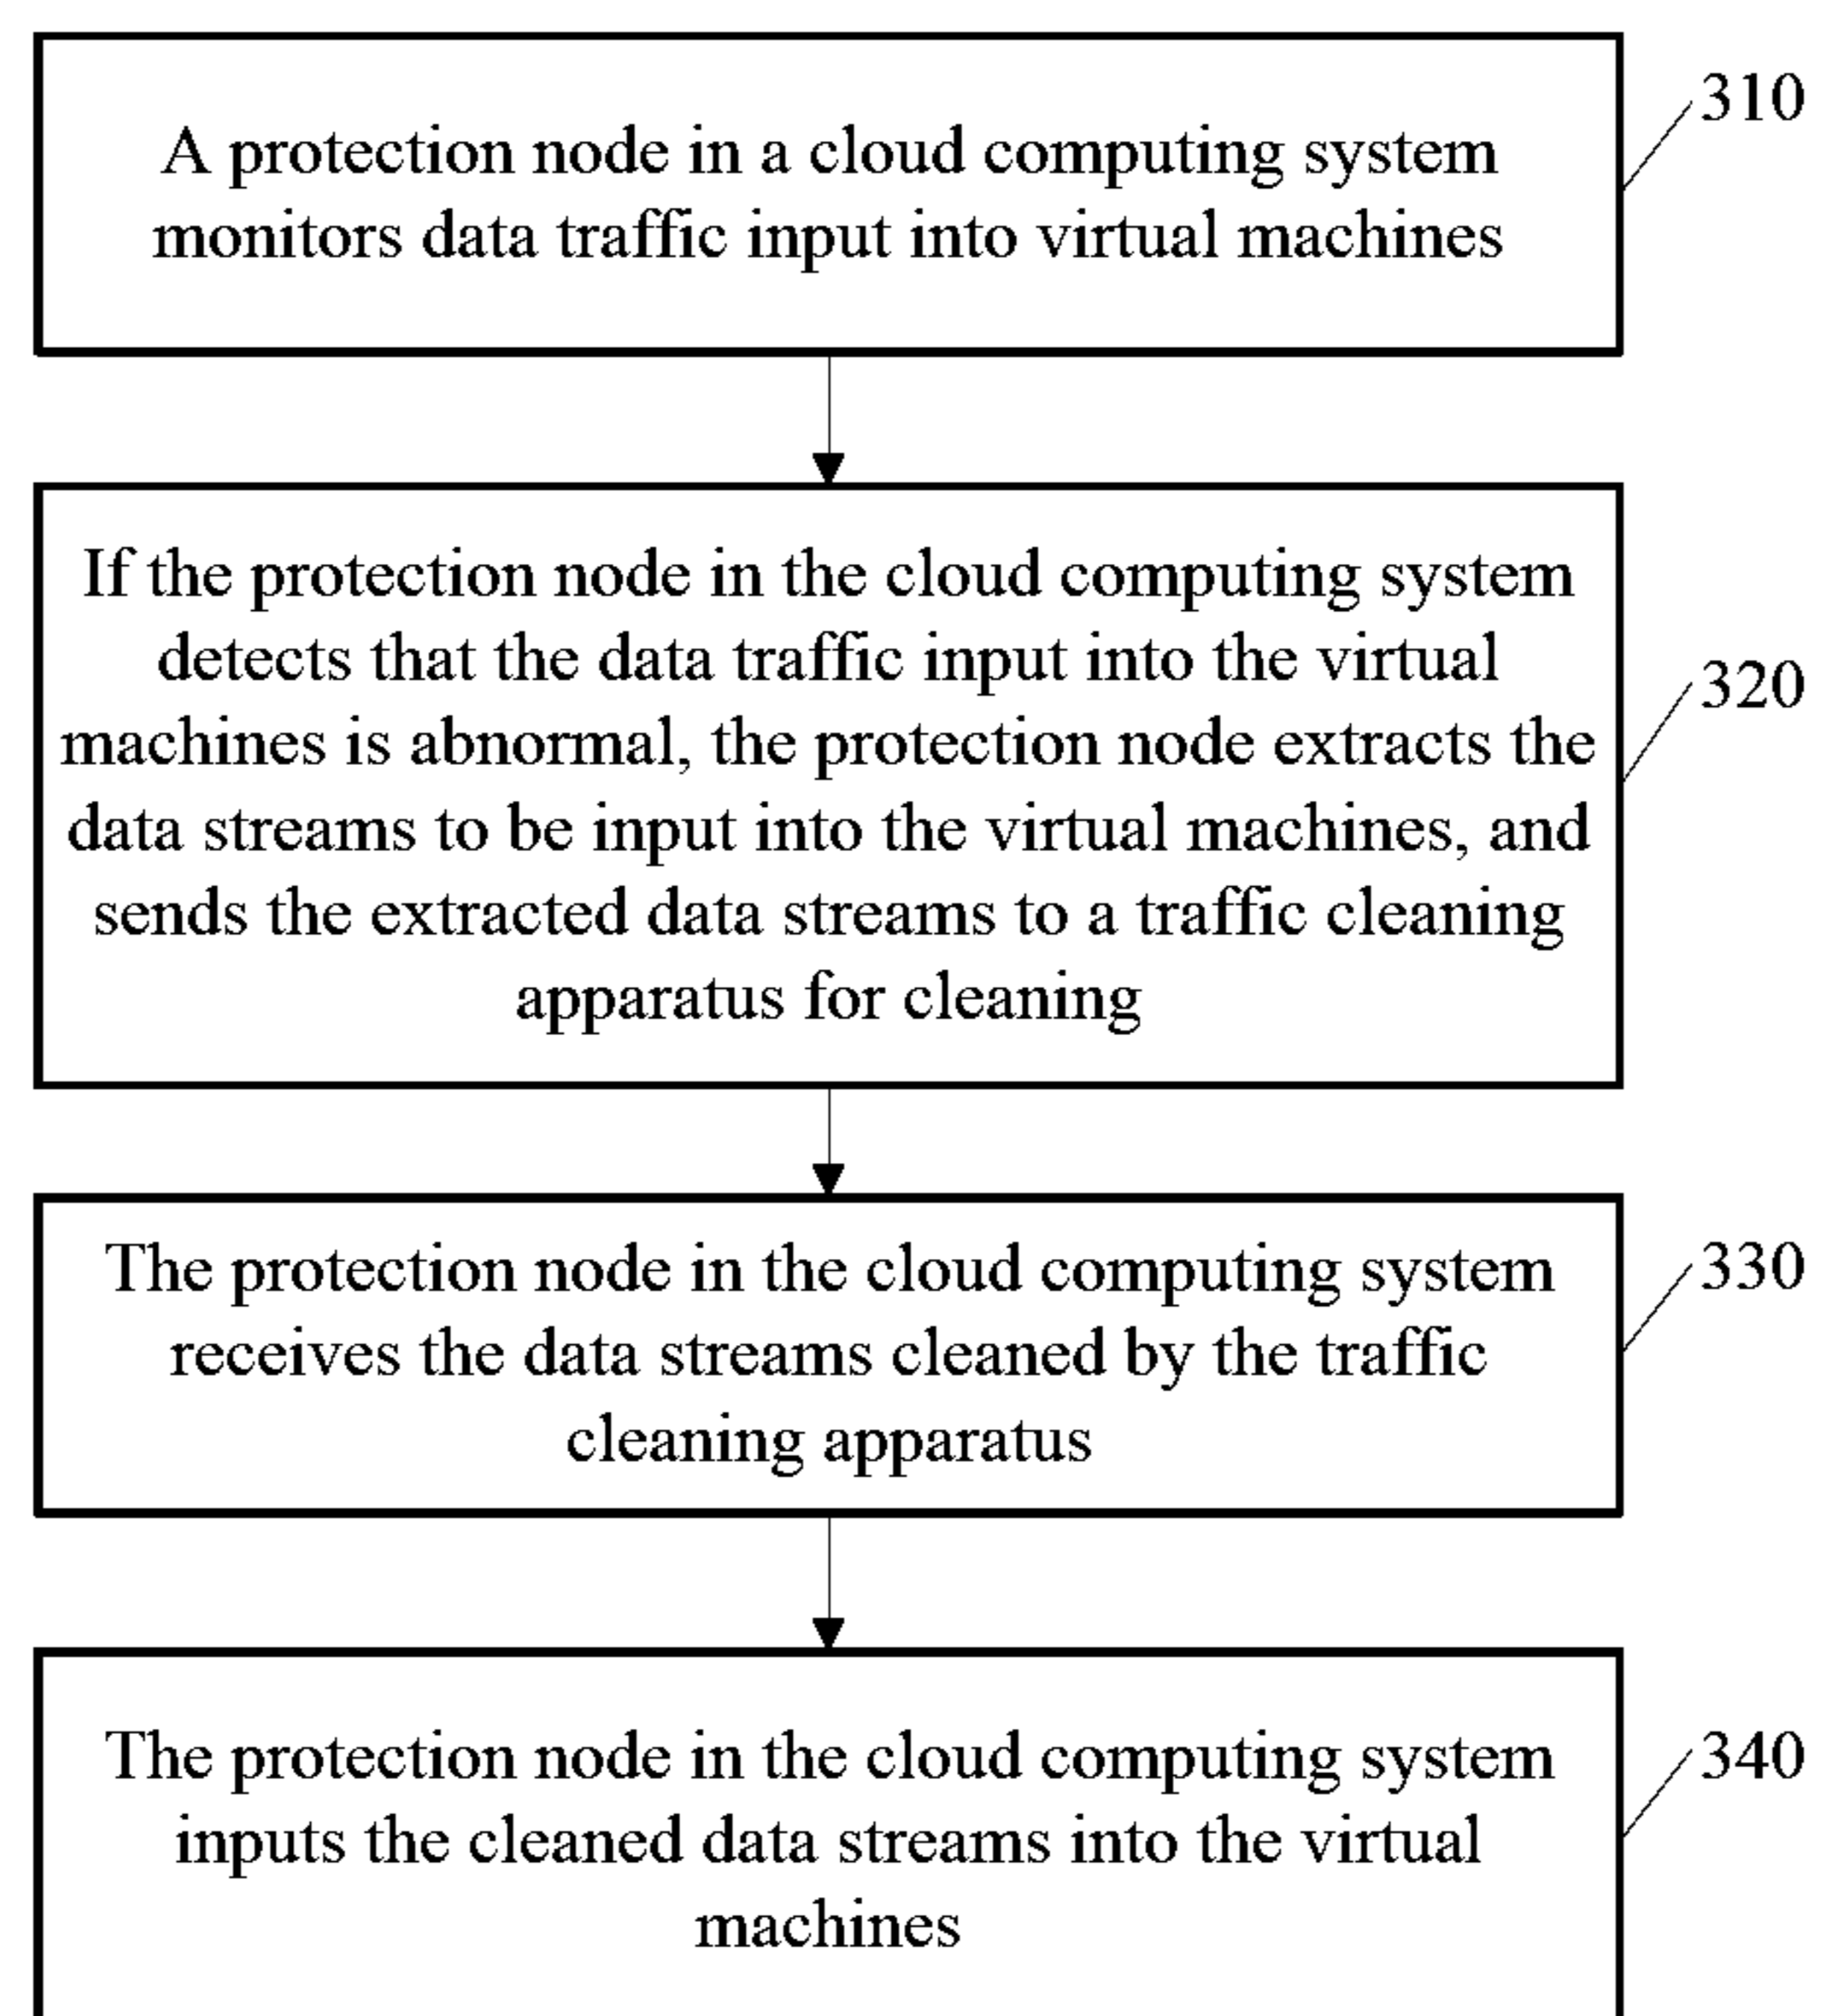 A protection node in a cloud computing system
monitors data traffic input into virtual machines
310
If the protection node in the cloud computing system
detects that the data traffic input into the virtual
machines is abnormal, the protection node extracts the
data streams to be input into the virtual machines, and
sends the extracted data streams to a traffic cleaning
apparatus for cleaning
320
The protection node in the cloud computing system
receives the data streams cleaned by the traffic
cleaning apparatus
330
The protection node in the cloud computing system
inputs the cleaned data streams into the virtual
machines
340